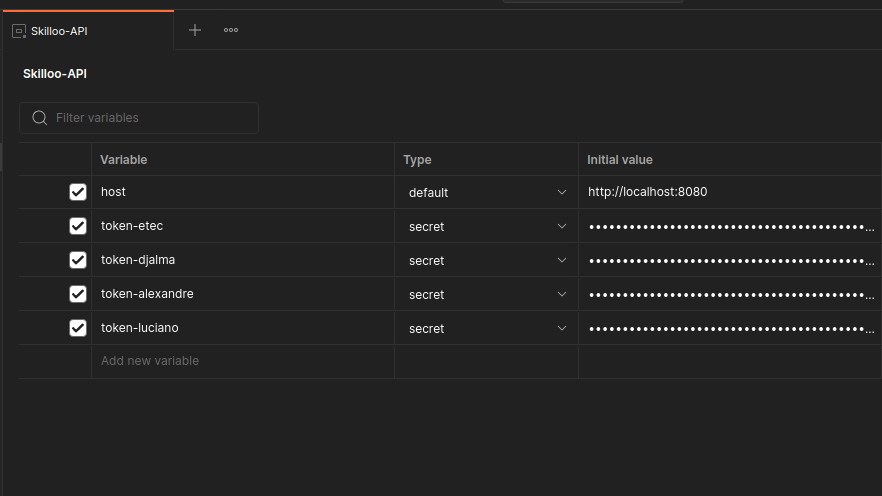 Skilloo-API
Skilloo-API
Filter variables
Variable Type Initial value
host default http://localhost:8080
token-etec secret ••••••••••••••••••••••••••••••••••••••...
token-djalma secret ••••••••••••••••••••••••••••••••••••••...
token-alexandre secret ••••••••••••••••••••••••••••••••••••••...
token-luciano secret ••••••••••••••••••••••••••••••••••••••...
Add new variable